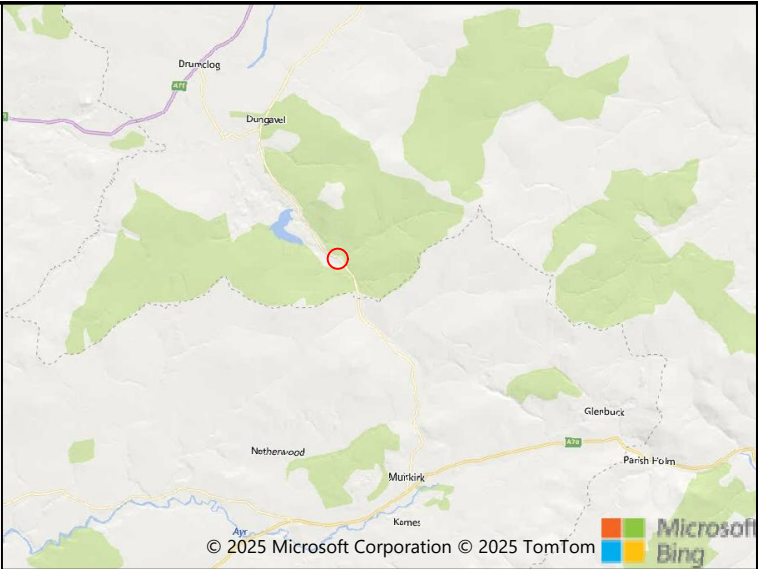 Drumclog
A71
Dungavel
Glenbuck
A70
Netherwood
Parish Holm
Muirkirk
Kames
Ayr
© 2025 Microsoft Corporation © 2025 TomTom
Microsoft
Bing